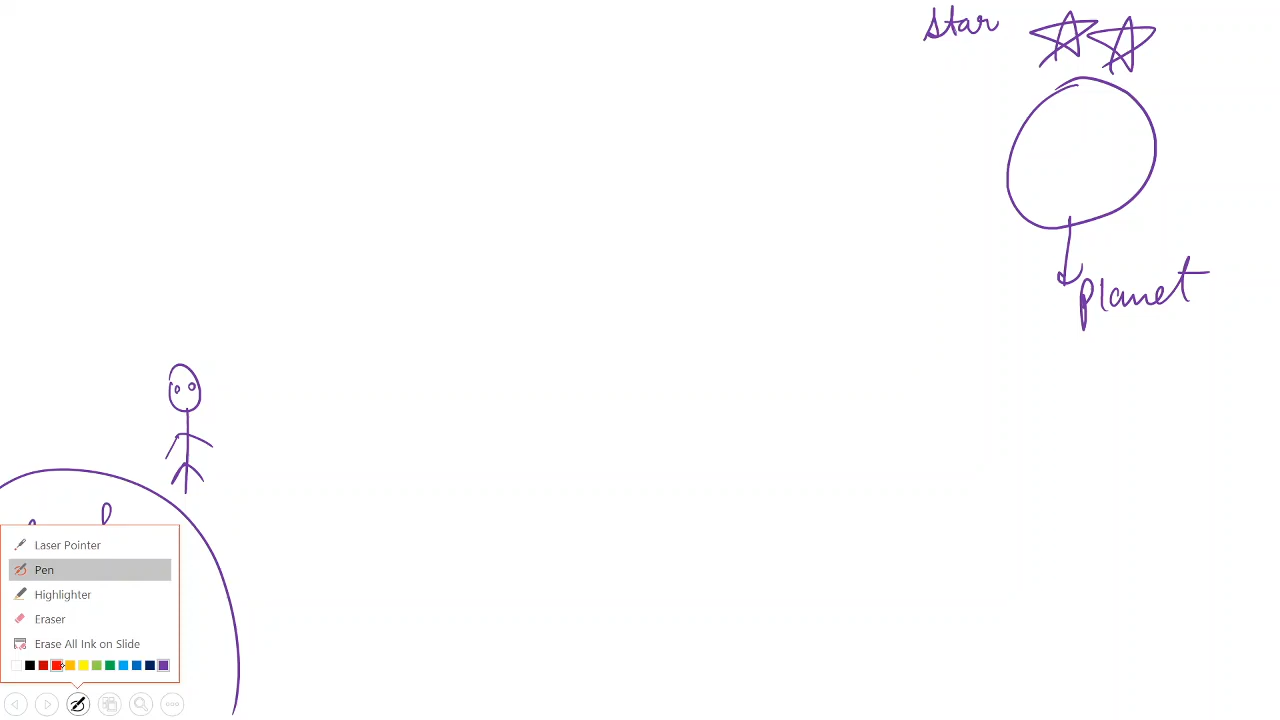 star
planet
Laser Pointer
Pen
Highlighter
Eraser
Erase All Ink on Slide